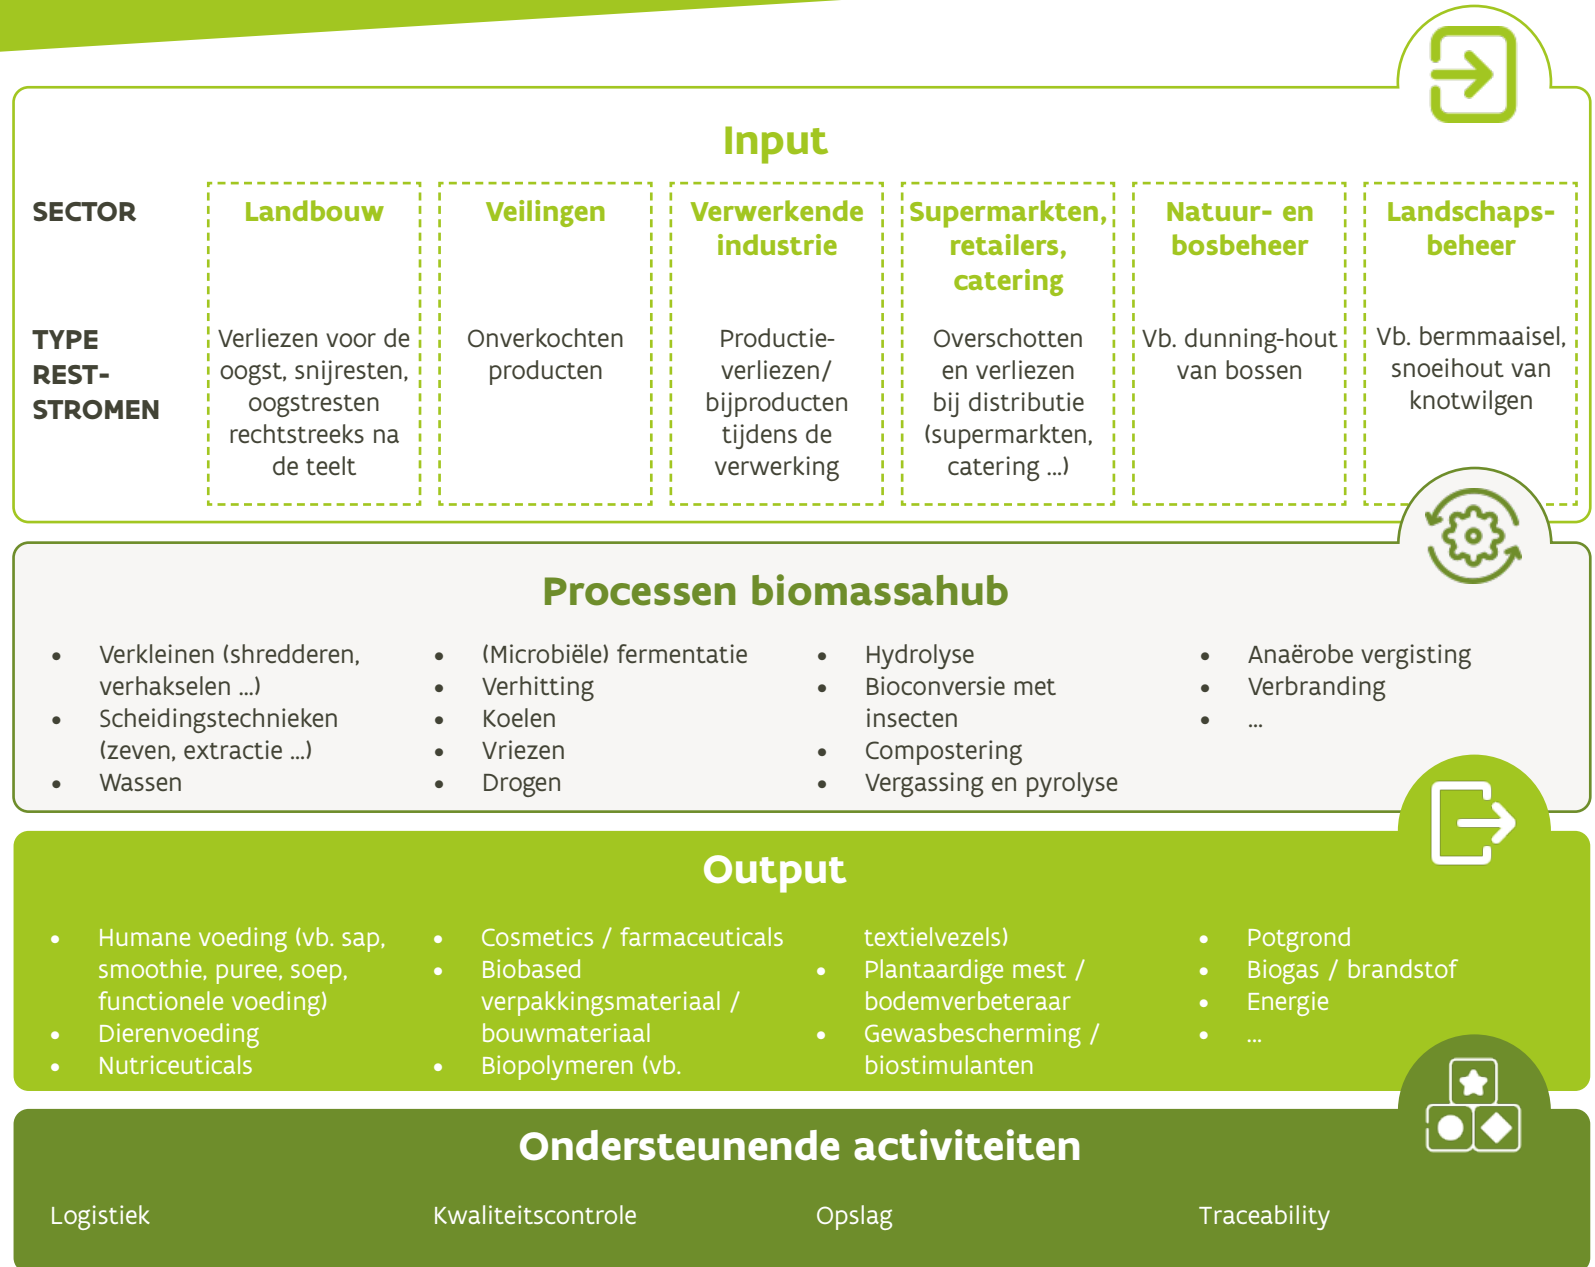 Input
SECTOR
Landbouw
Veilingen
Verwerkende
industrie
Supermarkten,
retailers,
catering
Natuur- en
bosbeheer
Landschaps-
beheer
TYPE
REST-
STROMEN
Verliezen voor de
oogst, snijresten,
oogstresten
rechtstreeks na
de teelt
Onverkochten
producten
Productie-
verliezen/
bijproducten
tijdens de
verwerking
Overschotten
en verliezen
bij distributie
(supermarkten,
catering ...)
Vb. dunning-hout
van bossen
Vb. bermmaaisel,
snoeihout van
knotwilgen
Processen biomassahub
• Verkleinen (shredderen,
verhakselen ...)
• Scheidingstechnieken
(zeven, extractie ...)
• Wassen
• (Microbiële) fermentatie
• Verhitting
• Koelen
• Vriezen
• Drogen
• Hydrolyse
• Bioconversie met
insecten
• Compostering
• Vergassing en pyrolyse
• Anaërobe vergisting
• Verbranding
• ...
Output
• Humane voeding (vb. sap,
smoothie, puree, soep,
functionele voeding)
• Dierenvoeding
• Nutriceuticals
• Cosmetics / farmaceuticals
• Biobased
verpakkingsmateriaal /
bouwmateriaal
• Biopolymeren (vb.
textielvezels)
• Plantaardige mest /
bodemverbeteraar
• Gewasbescherming /
biostimulanten
• Potgrond
• Biogas / brandstof
• Energie
• ...
Ondersteunende activiteiten
Logistiek
Kwaliteitscontrole
Opslag
Traceability